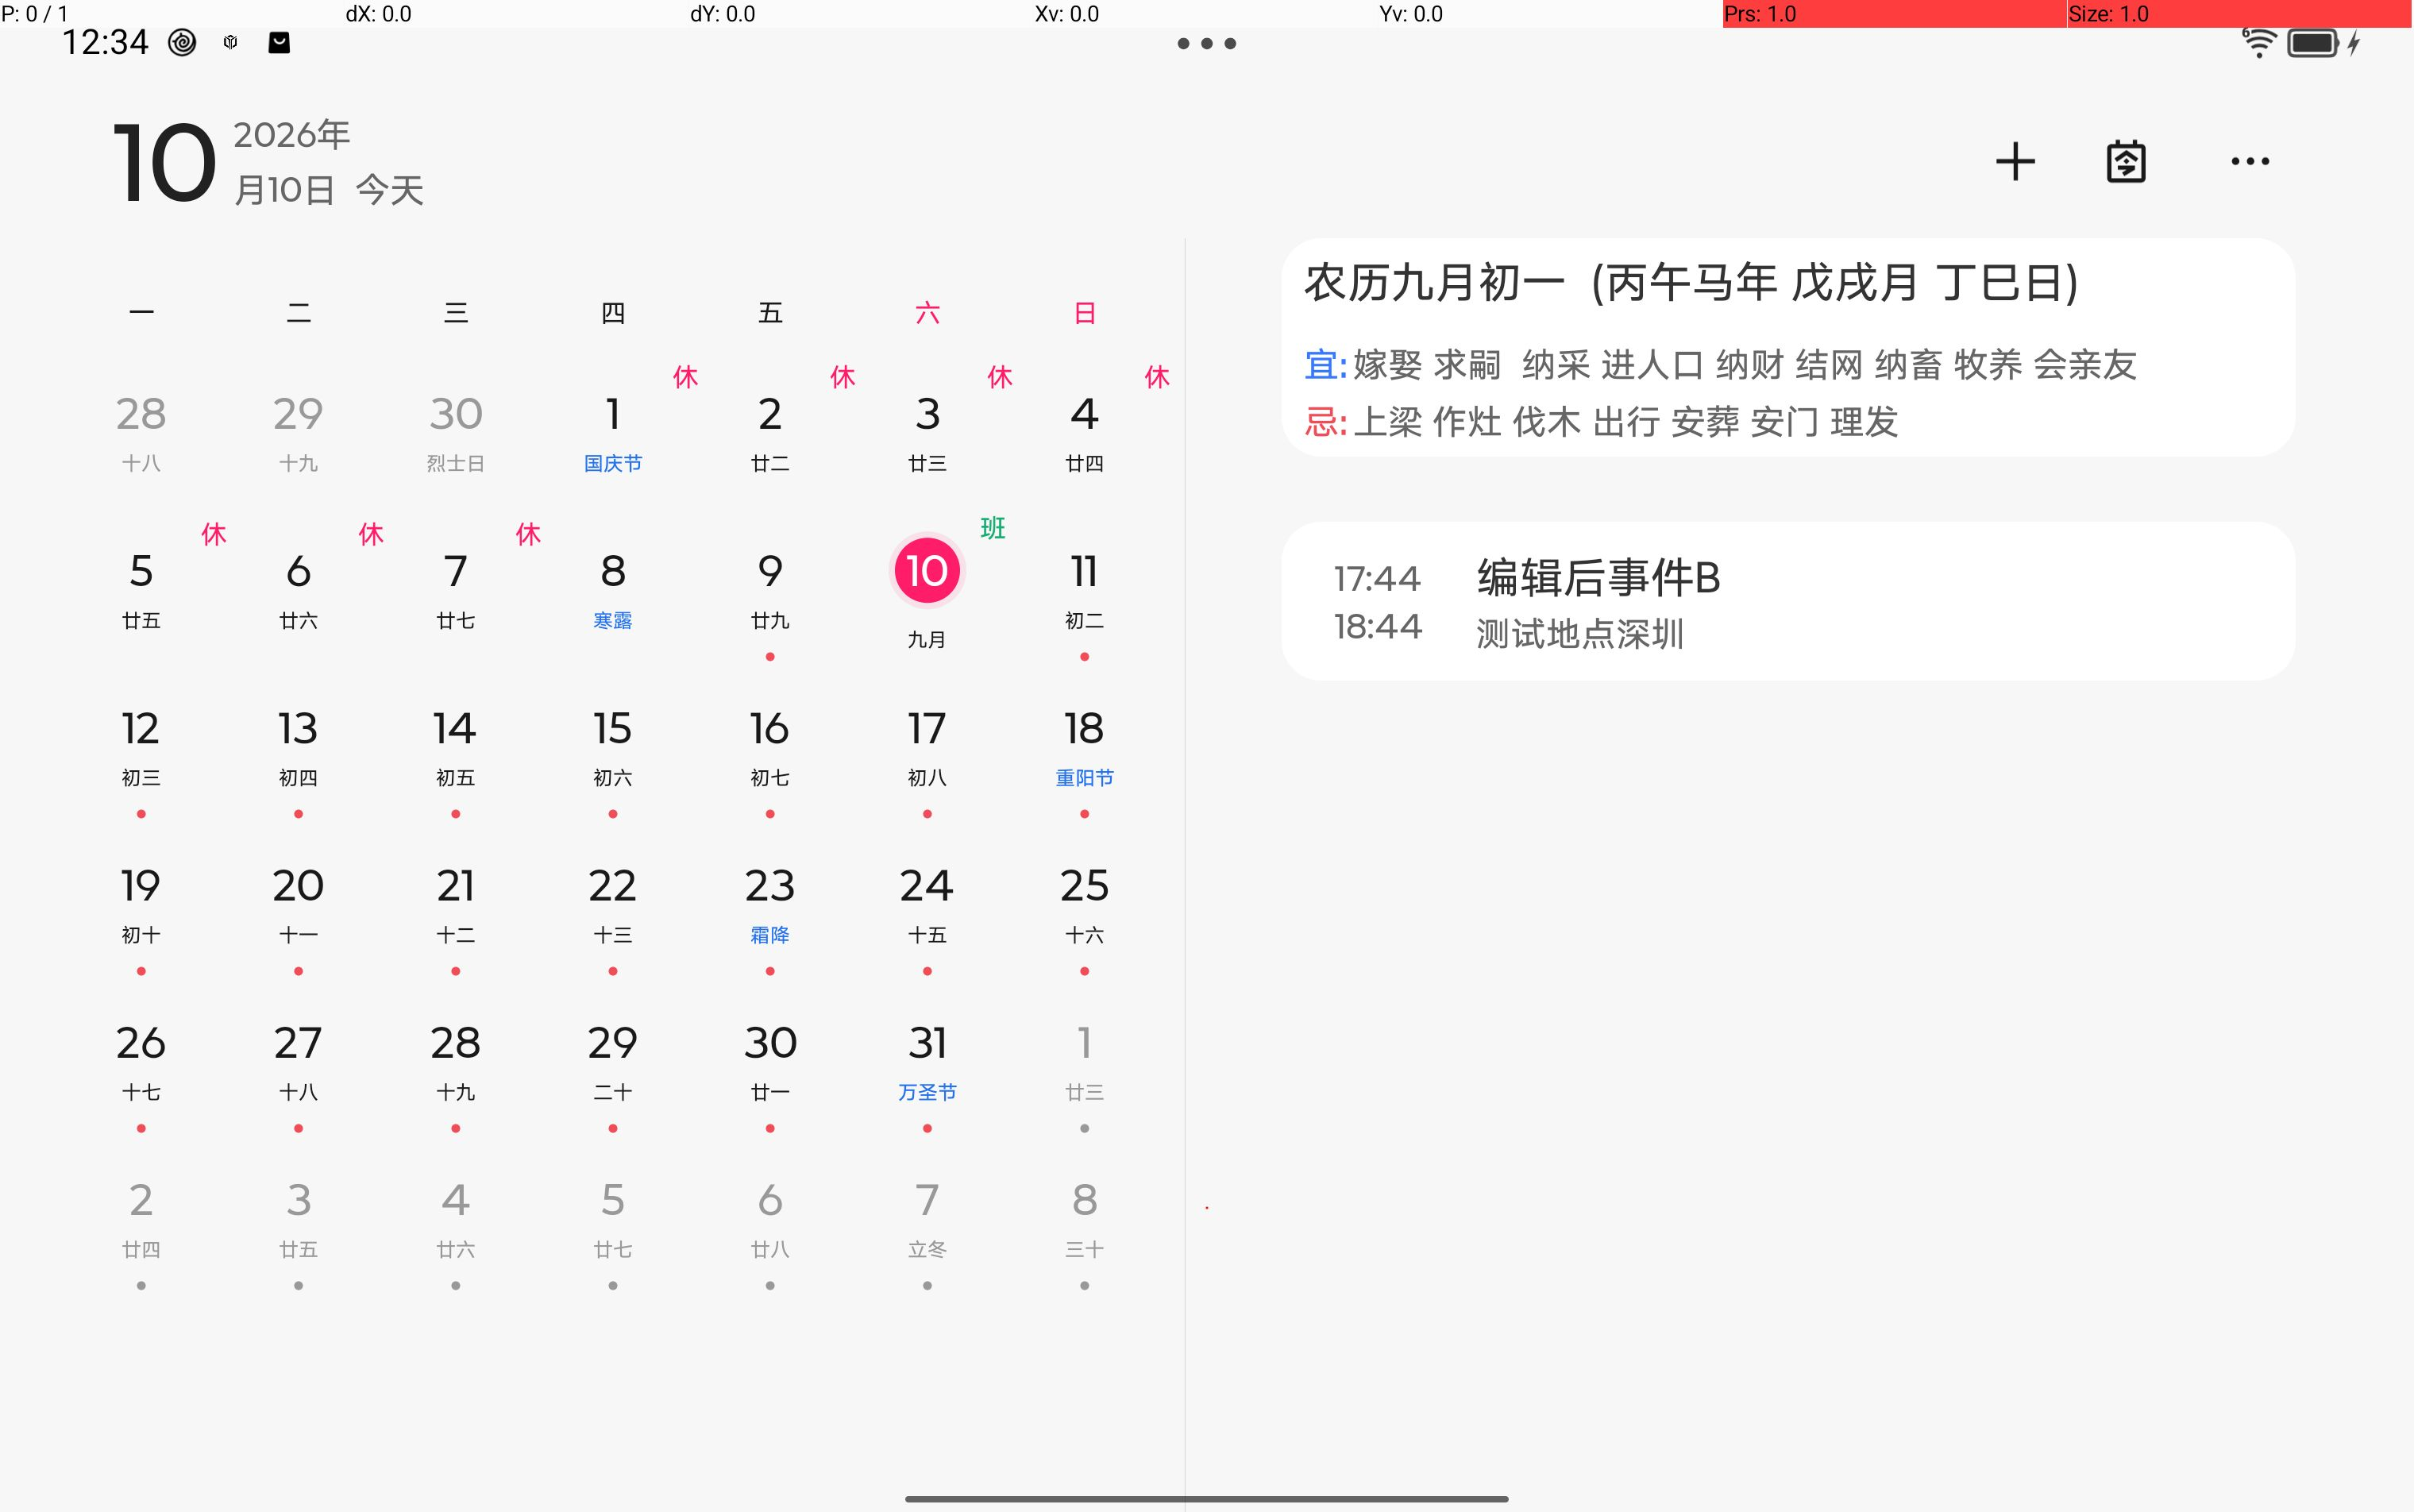 P: 0 / 1 dX: 0.0 dY: 0.0 Xv: 0.0 Yv: 0.0 Prs: 1.0 Size: 1.0
12:34
10 2026年
月10日 今天
一 二 三 四 五 六 日
休 休 休 休
28 29 30 1 2 3 4
十八 十九 烈士日 国庆节 廿二 廿三 廿四
休 休 休 班
5 6 7 8 9 10 11
廿五 廿六 廿七 寒露 廿九 九月 初二
12 13 14 15 16 17 18
初三 初四 初五 初六 初七 初八 重阳节
19 20 21 22 23 24 25
初十 十一 十二 十三 霜降 十五 十六
26 27 28 29 30 31 1
十七 十八 十九 二十 廿一 万圣节 廿三
2 3 4 5 6 7 8
廿四 廿五 廿六 廿七 廿八 立冬 三十
今
农历九月初一 (丙午马年 戊戌月 丁巳日)
宜: 嫁娶 求嗣 纳采 进人口 纳财 结网 纳畜 牧养 会亲友
忌: 上梁 作灶 伐木 出行 安葬 安门 理发
17:44 编辑后事件B
18:44 测试地点深圳